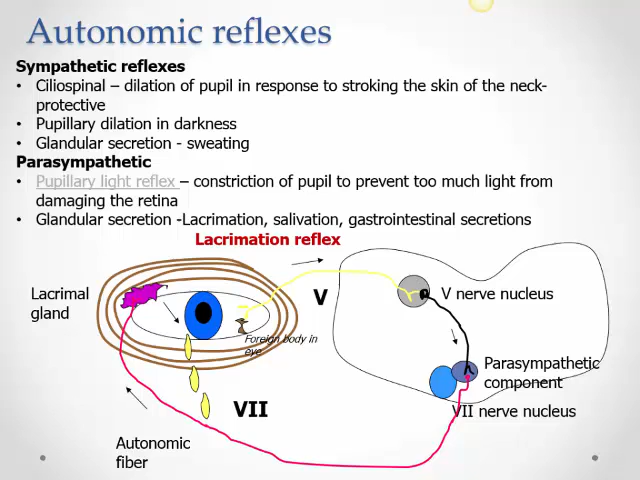 Autonomic reflexes
Sympathetic reflexes
• Ciliospinal – dilation of pupil in response to stroking the skin of the neck-
protective
• Pupillary dilation in darkness
• Glandular secretion - sweating
Parasympathetic
• Pupillary light reflex – constriction of pupil to prevent too much light from
damaging the retina
• Glandular secretion -Lacrimation, salivation, gastrointestinal secretions
Lacrimation reflex
Lacrimal
gland
V
V nerve nucleus
Foreign body in
eye
Parasympathetic
component
VII
VII nerve nucleus
Autonomic
fiber